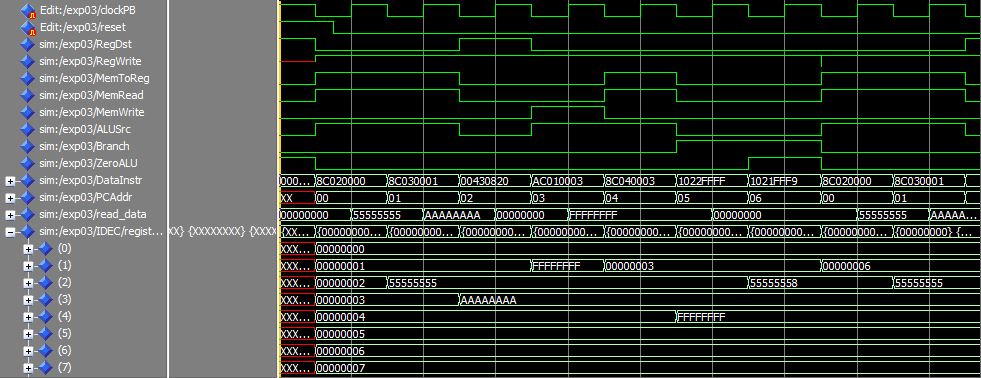 Edit:/exp03/clockPB
Edit:/exp03/reset
sim:/exp03/RegDst
sim:/exp03/RegWrite
sim:/exp03/MemToReg
sim:/exp03/MemRead
sim:/exp03/MemWrite
sim:/exp03/ALUSrc
sim:/exp03/Branch
sim:/exp03/ZeroALU
sim:/exp03/DataInstr 000... 8C020000 8C030001 00430820 AC010003 8C040003 1022FFFF 1021FFF9 8C020000 8C030001
sim:/exp03/PCAddr XX 00 01 02 03 04 05 06 00 01
sim:/exp03/read_data 00000000 55555555 AAAAAAAA 00000000 FFFFFFFF 00000000 55555555 AAAAA...
sim:/exp03/IDEC/regist... XX} {XXXXXXXX} {XXXX {XX... {00000000... {00000000... {00000000... {00000000... {00000000... {00000000... {00000000... {00000000... {00000000} {...
(0) XXX... 00000000
(1) XXX... 00000001 FFFFFFFF 00000003 00000006
(2) XXX... 00000002 55555555 55555558 55555555
(3) XXX... 00000003 AAAAAAAA
(4) XXX... 00000004 FFFFFFFF
(5) XXX... 00000005
(6) XXX... 00000006
(7) XXX... 00000007